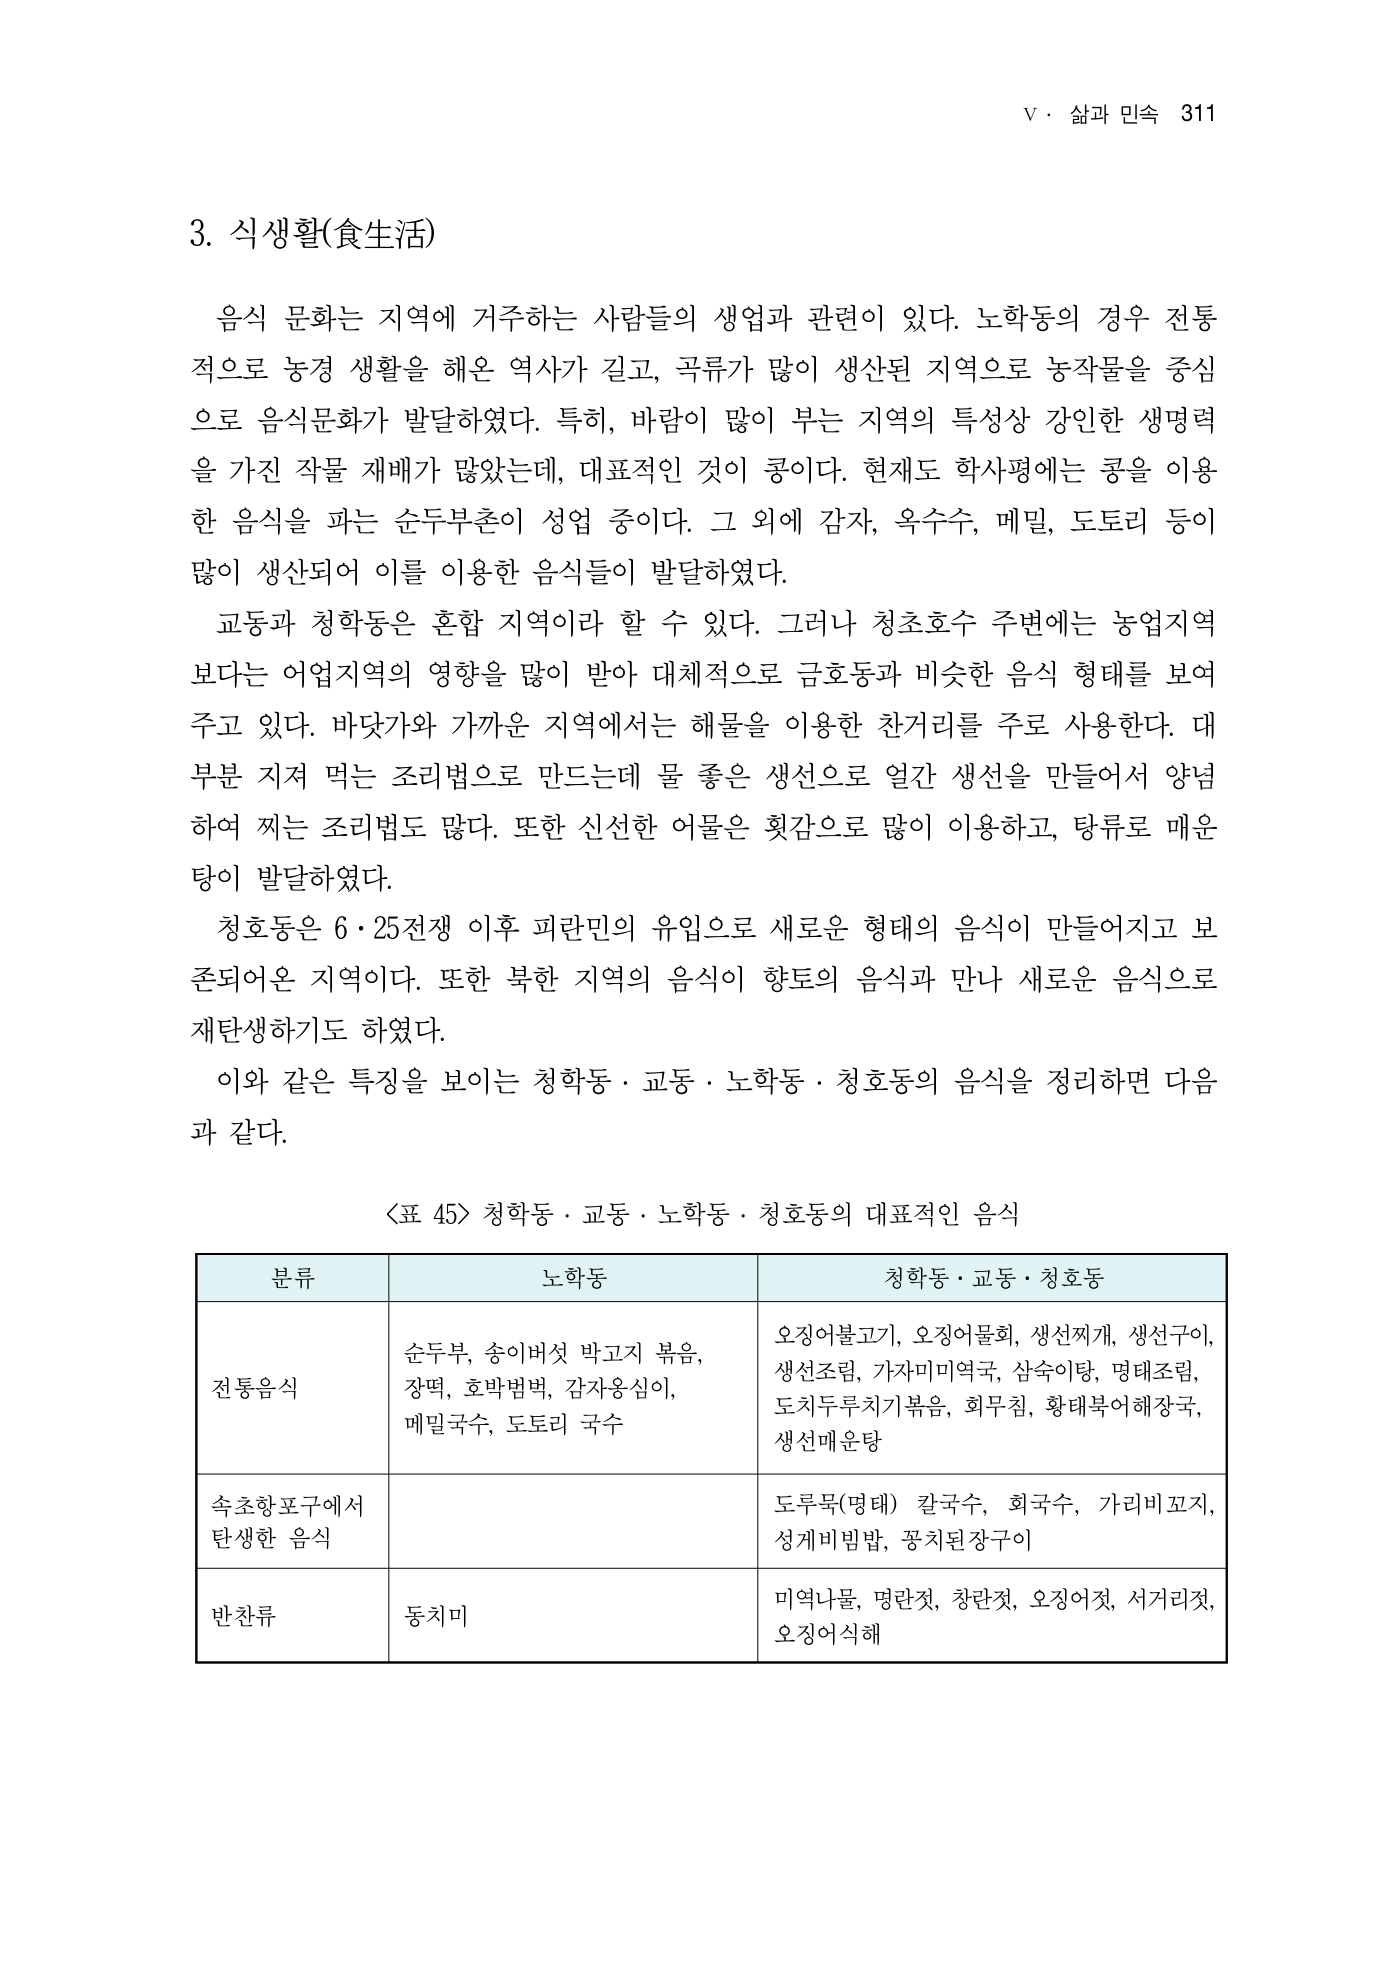 V · 삶과 민속 311
3. 식생활(食生活)
음식 문화는 지역에 거주하는 사람들의 생업과 관련이 있다. 노학동의 경우 전통
적으로 농경 생활을 해온 역사가 길고, 곡류가 많이 생산된 지역으로 농작물을 중심
으로 음식문화가 발달하였다. 특히, 바람이 많이 부는 지역의 특성상 강인한 생명력
을 가진 작물 재배가 많았는데, 대표적인 것이 콩이다. 현재도 학사평에는 콩을 이용
한 음식을 파는 순두부촌이 성업 중이다. 그 외에 감자, 옥수수, 메밀, 도토리 등이
많이 생산되어 이를 이용한 음식들이 발달하였다.
교동과 청학동은 혼합 지역이라 할 수 있다. 그러나 청초호수 주변에는 농업지역
보다는 어업지역의 영향을 많이 받아 대체적으로 금호동과 비슷한 음식 형태를 보여
주고 있다. 바닷가와 가까운 지역에서는 해물을 이용한 찬거리를 주로 사용한다. 대
부분 지져 먹는 조리법으로 만드는데 물 좋은 생선으로 얼간 생선을 만들어서 양념
하여 찌는 조리법도 많다. 또한 신선한 어물은 횟감으로 많이 이용하고, 탕류로 매운
탕이 발달하였다.
청호동은 6·25전쟁 이후 피란민의 유입으로 새로운 형태의 음식이 만들어지고 보
존되어온 지역이다. 또한 북한 지역의 음식이 향토의 음식과 만나 새로운 음식으로
재탄생하기도 하였다.
이와 같은 특징을 보이는 청학동·교동·노학동·청호동의 음식을 정리하면 다음
과 같다.
<표 45> 청학동·교동·노학동·청호동의 대표적인 음식
분류 노학동 청학동·교동·청호동
전통음식
순두부, 송이버섯 박고지 볶음,
장떡, 호박범벅, 감자옹심이,
메밀국수, 도토리 국수
오징어불고기, 오징어물회, 생선찌개, 생선구이,
생선조림, 가자미미역국, 삼숙이탕, 명태조림,
도치두루치기볶음, 회무침, 황태북어해장국,
생선매운탕
속초항포구에서
탄생한 음식
도루묵(명태) 칼국수, 회국수, 가리비꼬지,
성게비빔밥, 꽁치된장구이
반찬류
동치미
미역나물, 명란젓, 창란젓, 오징어젓, 서거리젓,
오징어식해